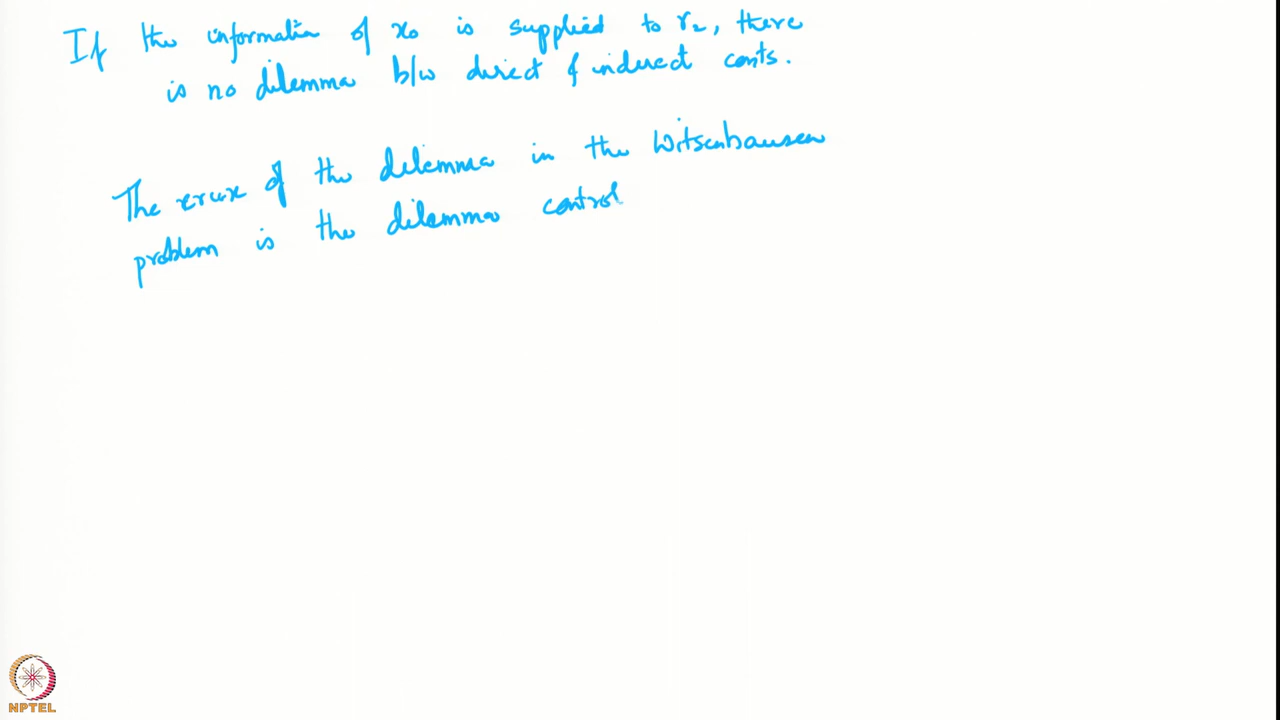 If the information of x₀ is supplied to γ₂, there
is no dilemma b/w direct & indirect costs.
The crux of the dilemma in the Witsenhausen
problem is the dilemma control
NPTEL